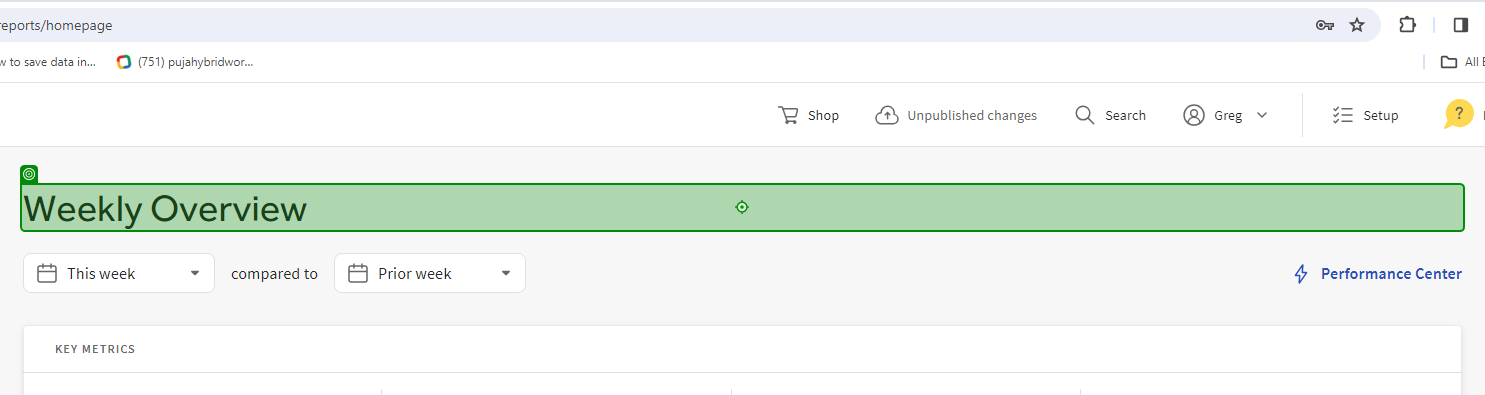 reports/homepage
w to save data in...
(751) pujahybridwor...
All
Shop
Unpublished changes
Search
Greg
Setup
?
Weekly Overview
This week
compared to
Prior week
Performance Center
KEY METRICS